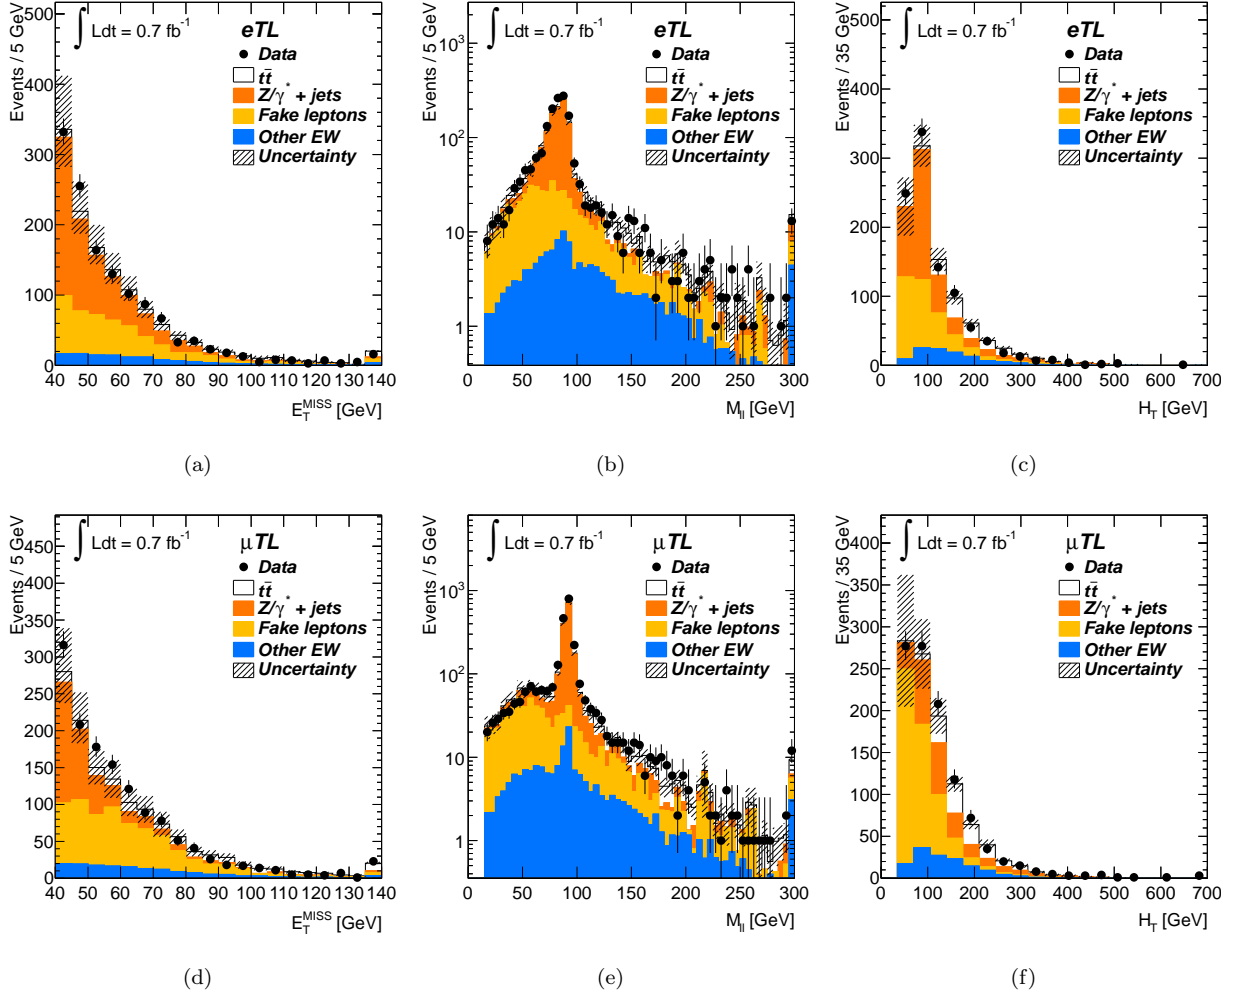 ∫ Ldt = 0.7 fb⁻¹
eTL
Data
tt̄
Z/γ* + jets
Fake leptons
Other EW
Uncertainty
Events / 5 GeV
500
400
300
200
100
0
40 50 60 70 80 90 100 110 120 130 140
E_T^MISS [GeV]
(a)
∫ Ldt = 0.7 fb⁻¹
eTL
Data
tt̄
Z/γ* + jets
Fake leptons
Other EW
Uncertainty
Events / 5 GeV
10³
10²
10
1
0 50 100 150 200 250 300
M_ll [GeV]
(b)
∫ Ldt = 0.7 fb⁻¹
eTL
Data
tt̄
Z/γ* + jets
Fake leptons
Other EW
Uncertainty
Events / 35 GeV
500
400
300
200
100
0
0 100 200 300 400 500 600 700
H_T [GeV]
(c)
∫ Ldt = 0.7 fb⁻¹
μTL
Data
tt̄
Z/γ* + jets
Fake leptons
Other EW
Uncertainty
Events / 5 GeV
450
400
350
300
250
200
150
100
50
0
40 50 60 70 80 90 100 110 120 130 140
E_T^MISS [GeV]
(d)
∫ Ldt = 0.7 fb⁻¹
μTL
Data
tt̄
Z/γ* + jets
Fake leptons
Other EW
Uncertainty
Events / 5 GeV
10³
10²
10
1
0 50 100 150 200 250 300
M_ll [GeV]
(e)
∫ Ldt = 0.7 fb⁻¹
μTL
Data
tt̄
Z/γ* + jets
Fake leptons
Other EW
Uncertainty
Events / 35 GeV
400
350
300
250
200
150
100
50
0
0 100 200 300 400 500 600 700
H_T [GeV]
(f)